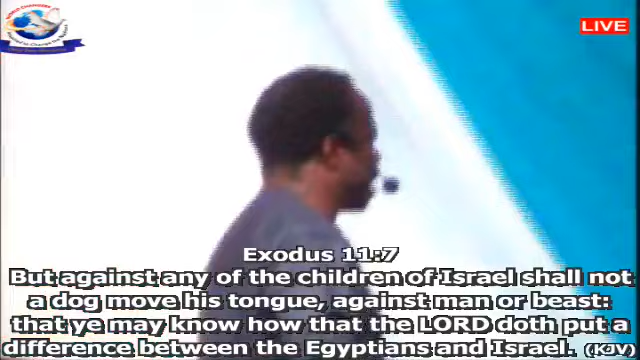 WORLD CHANGERS
LIVE
Exodus 11:7
But against any of the children of Israel shall not
a dog move his tongue, against man or beast:
that ye may know how that the LORD doth put a
difference between the Egyptians and Israel. (KJV)